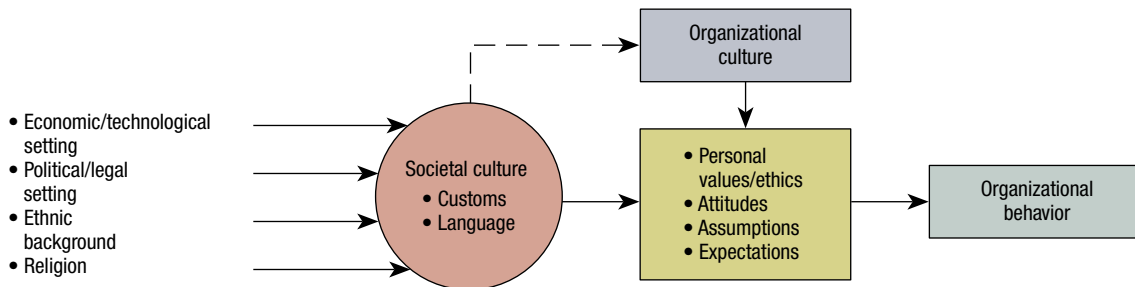 Organizational
culture
• Economic/technological
setting
• Political/legal
setting
• Ethnic
background
• Religion
Societal culture
• Customs
• Language
• Personal
values/ethics
• Attitudes
• Assumptions
• Expectations
Organizational
behavior